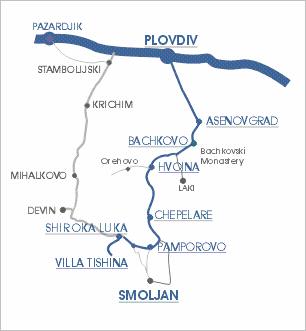 PAZARDJIK
PLOVDIV
STAMBOLIJSKI
KRICHIM
ASENOVGRAD
BACHKOVO
Bachkovski
Monastery
Orehovo
HVOINA
MIHALKOVO
LAKI
DEVIN
CHEPELARE
SHIROKA LUKA
PAMPOROVO
VILLA TISHINA
SMOLJAN